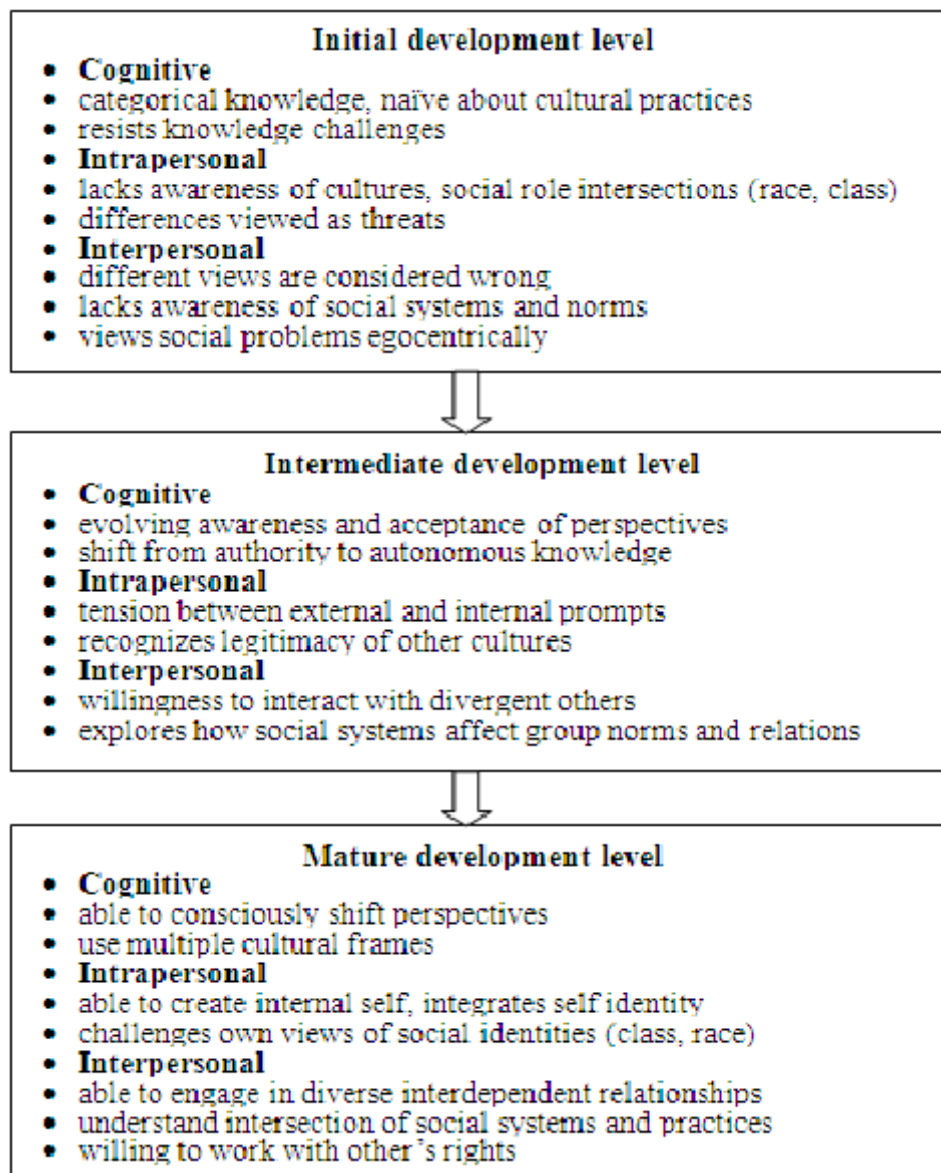 Initial development level
• Cognitive
• categorical knowledge, naïve about cultural practices
• resists knowledge challenges
• Intrapersonal
• lacks awareness of cultures, social role intersections (race, class)
• differences viewed as threats
• Interpersonal
• different views are considered wrong
• lacks awareness of social systems and norms
• views social problems egocentrically
Intermediate development level
• Cognitive
• evolving awareness and acceptance of perspectives
• shift from authority to autonomous knowledge
• Intrapersonal
• tension between external and internal prompts
• recognizes legitimacy of other cultures
• Interpersonal
• willingness to interact with divergent others
• explores how social systems affect group norms and relations
Mature development level
• Cognitive
• able to consciously shift perspectives
• use multiple cultural frames
• Intrapersonal
• able to create internal self, integrates self identity
• challenges own views of social identities (class, race)
• Interpersonal
• able to engage in diverse interdependent relationships
• understand intersection of social systems and practices
• willing to work with other's rights